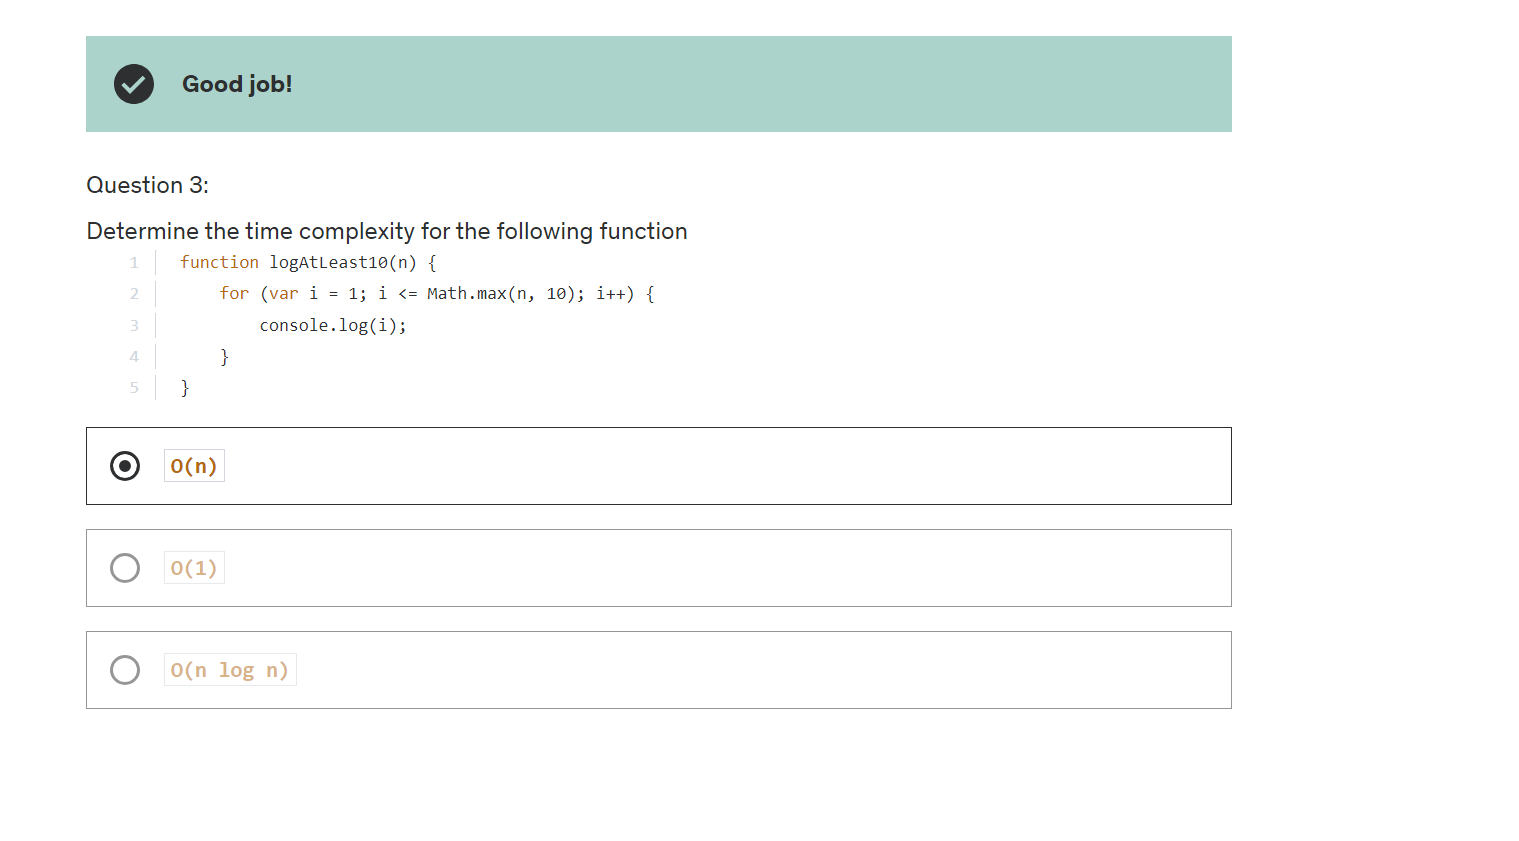 Good job!
Question 3:
Determine the time complexity for the following function
1 function logAtLeast10(n) {
2 for (var i = 1; i <= Math.max(n, 10); i++) {
3 console.log(i);
4 }
5 }
O(n)
O(1)
O(n log n)